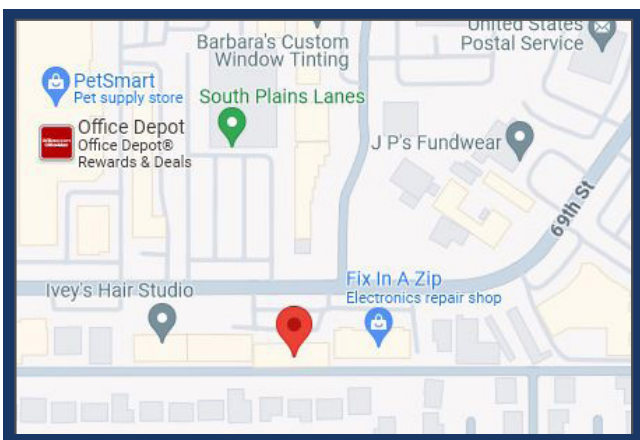 United States
Postal Service
Barbara's Custom
Window Tinting
PetSmart
Pet supply store
South Plains Lanes
Office Depot
Office Depot®
Rewards & Deals
J P's Fundwear
69th St
Ivey's Hair Studio
Fix In A Zip
Electronics repair shop